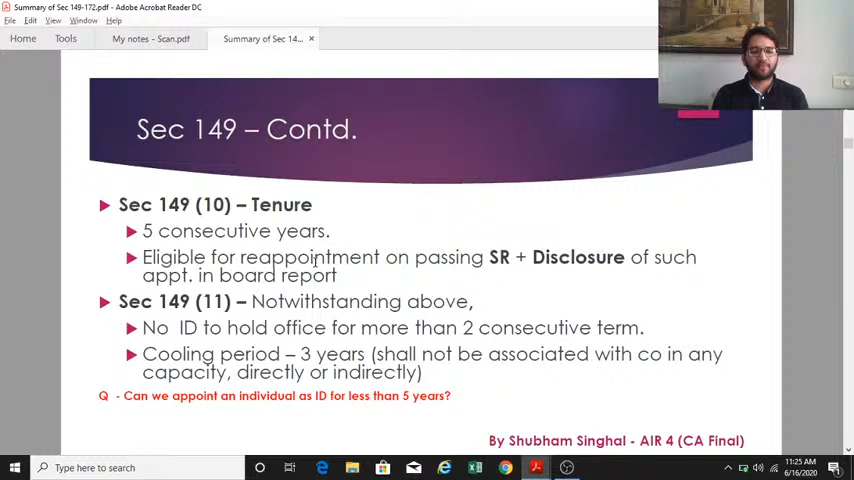 Summary of Sec 149-172.pdf - Adobe Acrobat Reader DC
File Edit View Window Help
Home Tools My notes - Scan.pdf Summary of Sec 14... ×
Sec 149 – Contd.
Sec 149 (10) – Tenure
5 consecutive years.
Eligible for reappointment on passing SR + Disclosure of such
appt. in board report
Sec 149 (11) – Notwithstanding above,
No ID to hold office for more than 2 consecutive term.
Cooling period – 3 years (shall not be associated with co in any
capacity, directly or indirectly)
Q - Can we appoint an individual as ID for less than 5 years?
By Shubham Singhal - AIR 4 (CA Final)
Type here to search
11:25 AM
6/16/2020